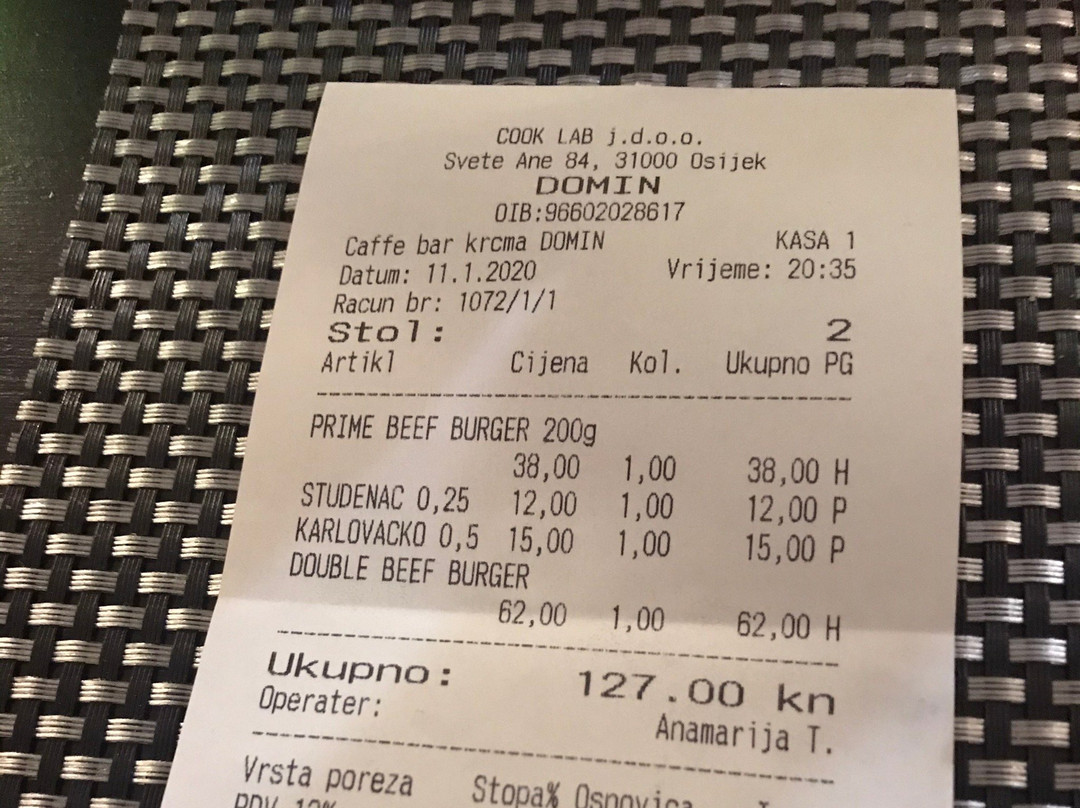 COOK LAB j.d.o.o.
Svete Ane 84, 31000 Osijek
DOMIN
OIB:96602028617
Caffe bar krcma DOMIN KASA 1
Datum: 11.1.2020 Vrijeme: 20:35
Racun br: 1072/1/1
Stol: 2
Artikl Cijena Kol. Ukupno PG
PRIME BEEF BURGER 200g
38,00 1,00 38,00 H
STUDENAC 0,25 12,00 1,00 12,00 P
KARLOVACKO 0,5 15,00 1,00 15,00 P
DOUBLE BEEF BURGER
62,00 1,00 62,00 H
Ukupno: 127.00 kn
Operater: Anamarija T.
Vrsta poreza Stopa% Osnovica